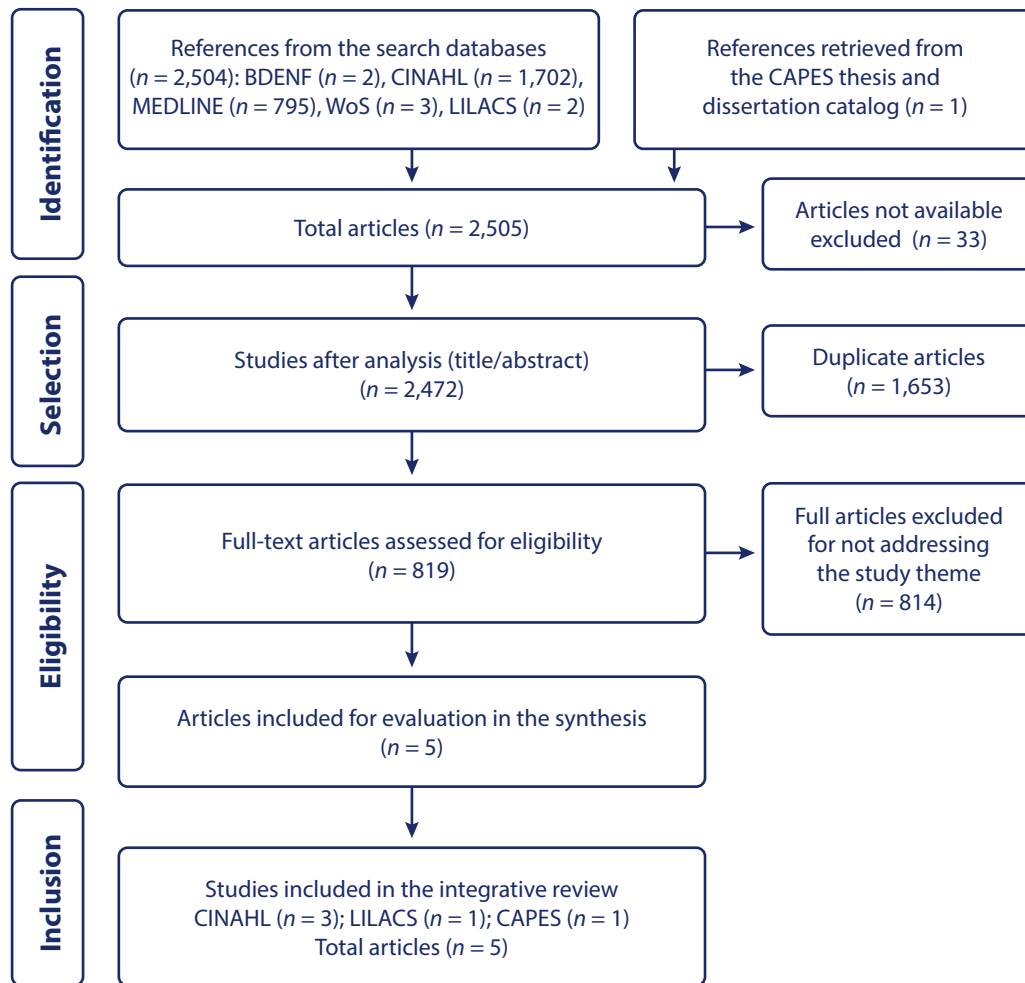 Identification
References from the search databases
(n = 2,504): BDENF (n = 2), CINAHL (n = 1,702),
MEDLINE (n = 795), WoS (n = 3), LILACS (n = 2)
References retrieved from
the CAPES thesis and
dissertation catalog (n = 1)
Total articles (n = 2,505)
Articles not available
excluded (n = 33)
Selection
Studies after analysis (title/abstract)
(n = 2,472)
Duplicate articles
(n = 1,653)
Eligibility
Full-text articles assessed for eligibility
(n = 819)
Full articles excluded
for not addressing
the study theme
(n = 814)
Articles included for evaluation in the synthesis
(n = 5)
Inclusion
Studies included in the integrative review
CINAHL (n = 3); LILACS (n = 1); CAPES (n = 1)
Total articles (n = 5)